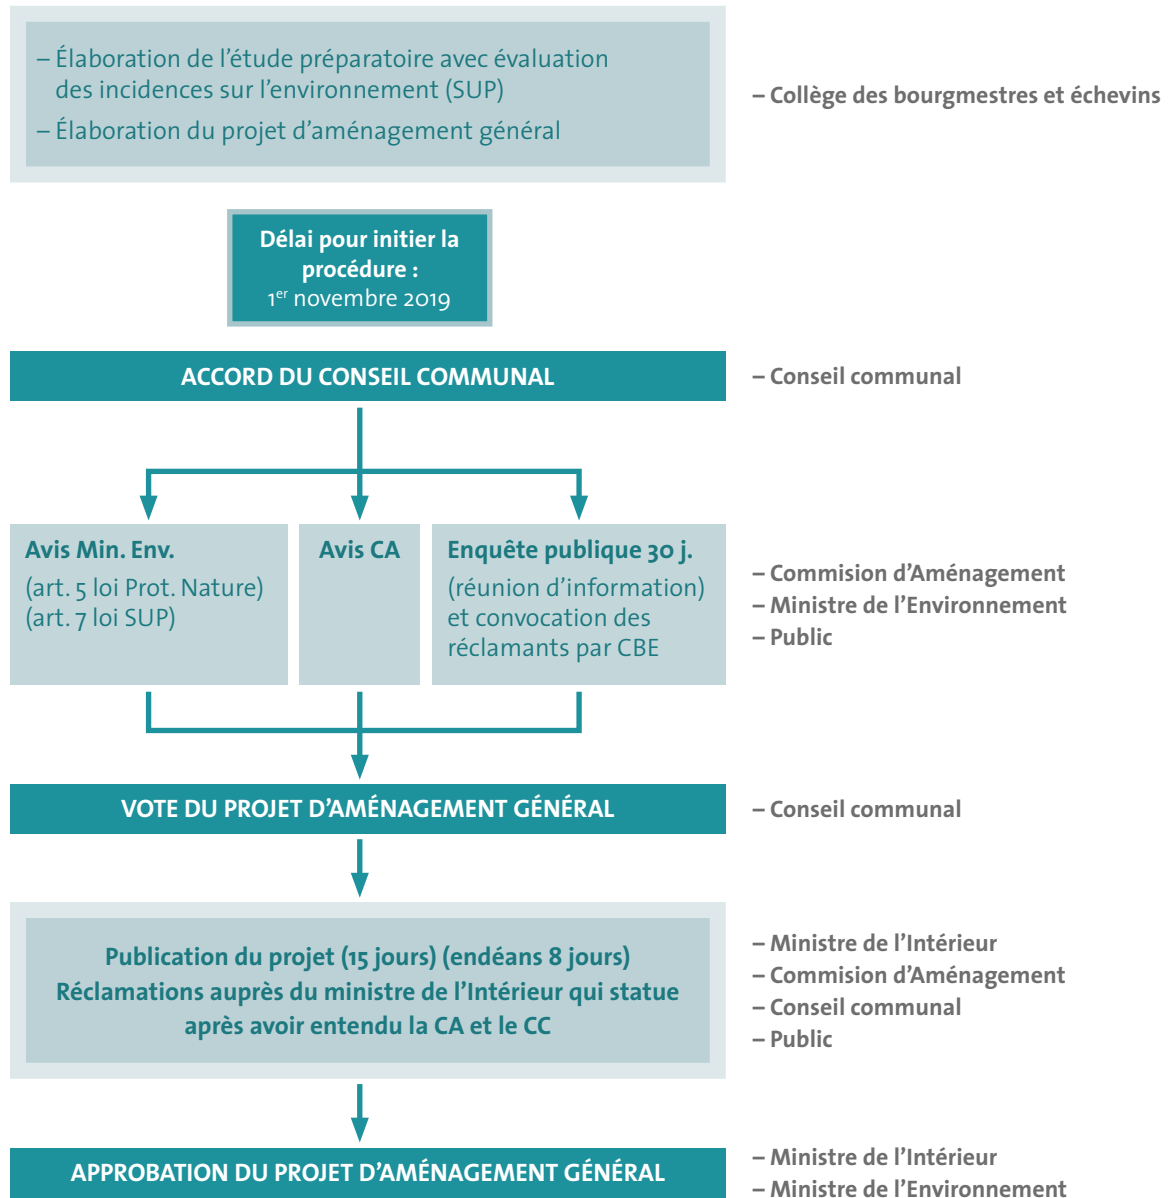 – Élaboration de l’étude préparatoire avec évaluation
des incidences sur l’environnement (SUP)
– Élaboration du projet d’aménagement général
– Collège des bourgmestres et échevins
Délai pour initier la
procédure :
1er novembre 2019
ACCORD DU CONSEIL COMMUNAL
– Conseil communal
Avis Min. Env.
(art. 5 loi Prot. Nature)
(art. 7 loi SUP)
Avis CA
Enquête publique 30 j.
(réunion d’information)
et convocation des
réclamants par CBE
– Commision d’Aménagement
– Ministre de l’Environnement
– Public
VOTE DU PROJET D’AMÉNAGEMENT GÉNÉRAL
– Conseil communal
Publication du projet (15 jours) (endéans 8 jours)
Réclamations auprès du ministre de l’Intérieur qui statue
après avoir entendu la CA et le CC
– Ministre de l’Intérieur
– Commision d’Aménagement
– Conseil communal
– Public
APPROBATION DU PROJET D’AMÉNAGEMENT GÉNÉRAL
– Ministre de l’Intérieur
– Ministre de l’Environnement